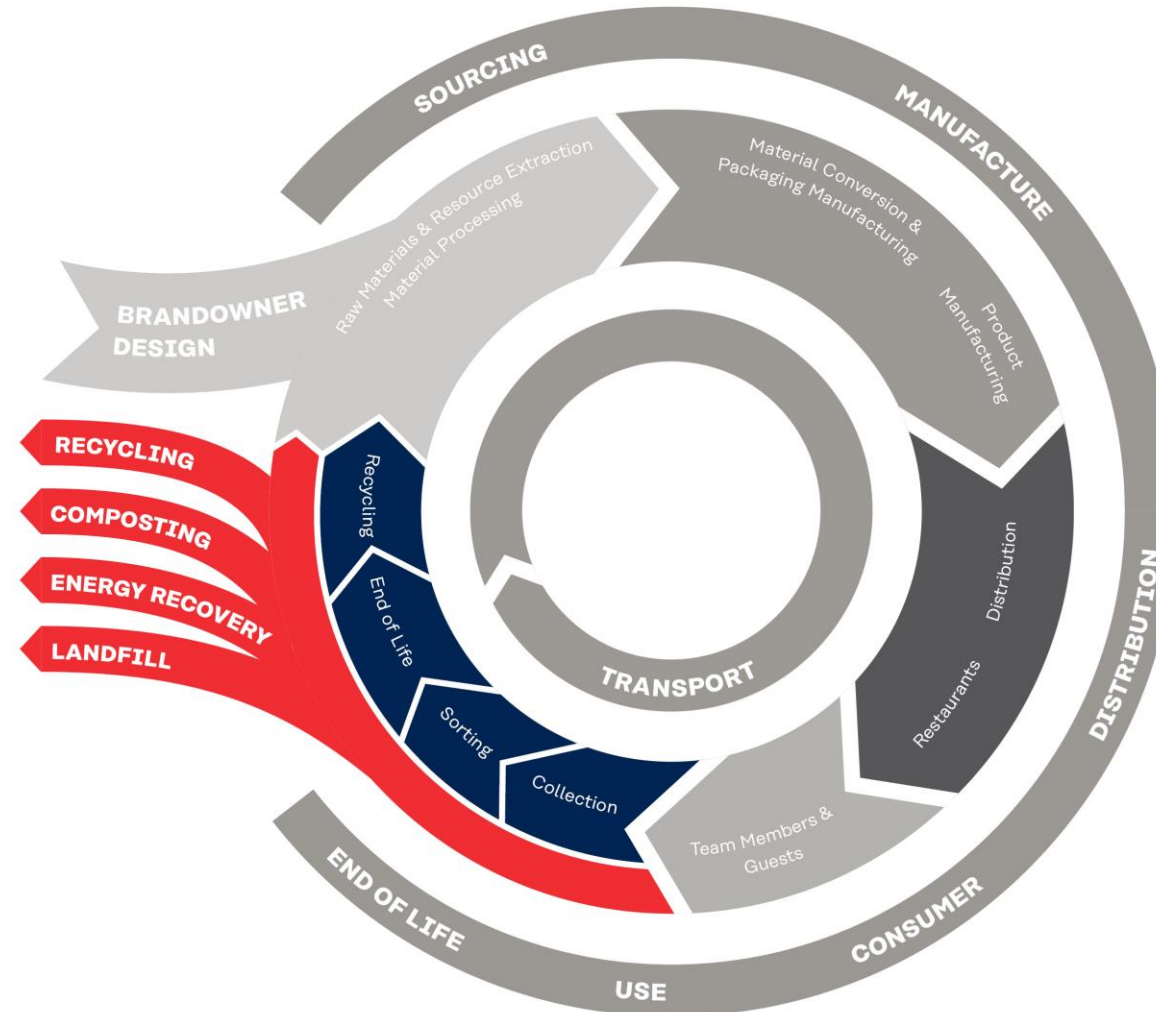 SOURCING
MANUFACTURE
DISTRIBUTION
CONSUMER
USE
END OF LIFE
BRANDOWNER
DESIGN
Raw Materials & Resource Extraction
Material Processing
Material Conversion &
Packaging Manufacturing
Product
Manufacturing
Distribution
Restaurants
Team Members &
Guests
Collection
Sorting
End of Life
Recycling
RECYCLING
COMPOSTING
ENERGY RECOVERY
LANDFILL
TRANSPORT